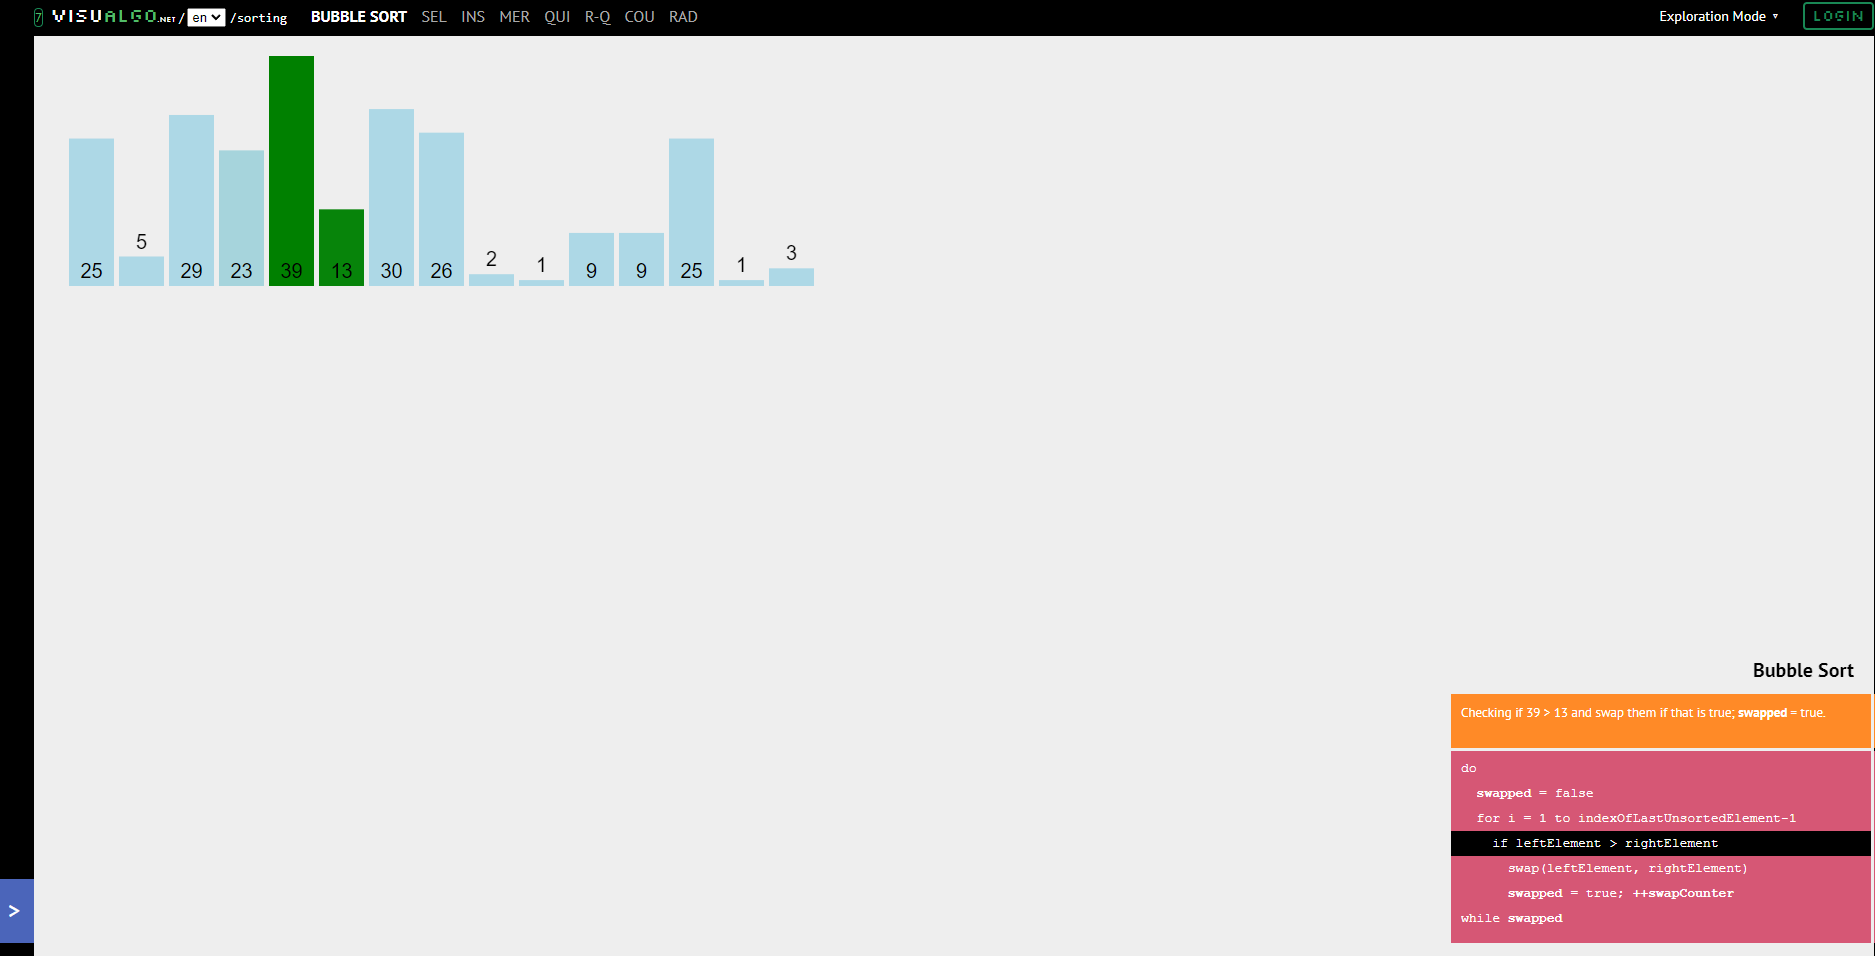 7 VISUALGO.NET / en /sorting BUBBLE SORT SEL INS MER QUI R-Q COU RAD Exploration Mode ▿ LOGIN
5
2
1
1
3
25 29 23 39 13 30 26 9 9 25
Bubble Sort
Checking if 39 > 13 and swap them if that is true; swapped = true.
do
swapped = false
for i = 1 to indexOfLastUnsortedElement-1
if leftElement > rightElement
swap(leftElement, rightElement)
swapped = true; ++swapCounter
while swapped
>